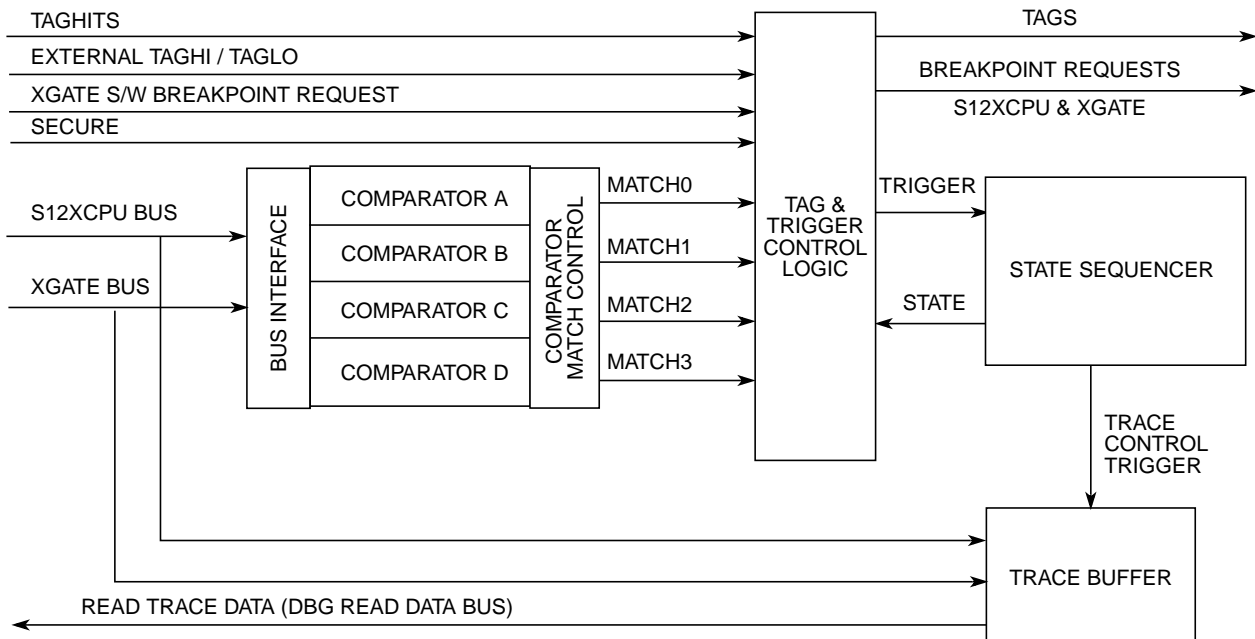 TAGHITS
TAGS
EXTERNAL TAGHI / TAGLO
BREAKPOINT REQUESTS
XGATE S/W BREAKPOINT REQUEST
S12XCPU & XGATE
SECURE
S12XCPU BUS
XGATE BUS
BUS INTERFACE
COMPARATOR A
COMPARATOR B
COMPARATOR C
COMPARATOR D
COMPARATOR
MATCH CONTROL
MATCH0
MATCH1
MATCH2
MATCH3
TAG &
TRIGGER
CONTROL
LOGIC
TRIGGER
STATE
STATE SEQUENCER
TRACE
CONTROL
TRIGGER
TRACE BUFFER
READ TRACE DATA (DBG READ DATA BUS)